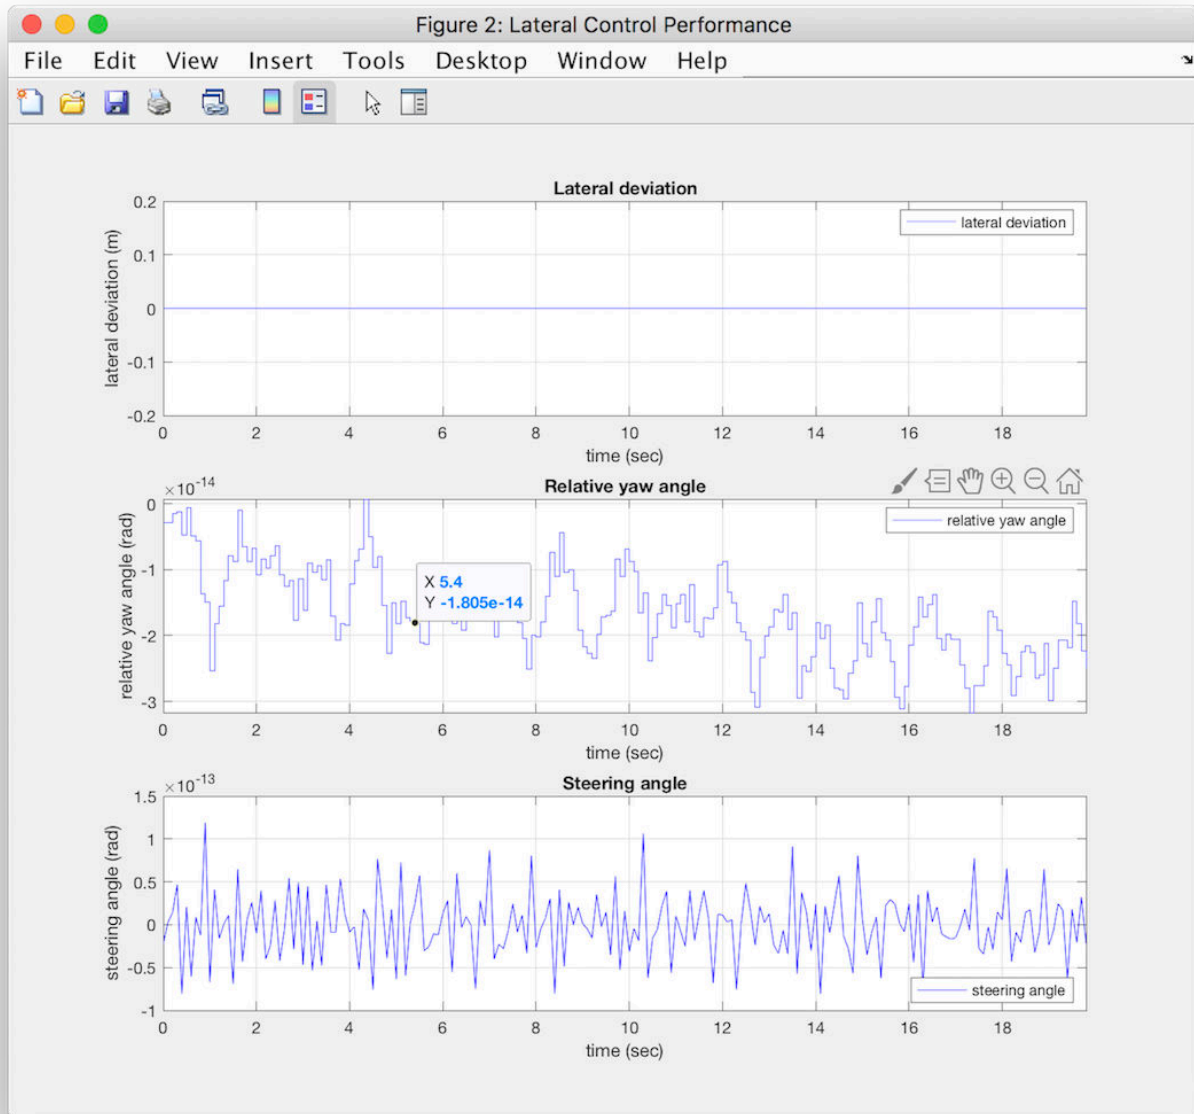 Figure 2: Lateral Control Performance
File Edit View Insert Tools Desktop Window Help
Lateral deviation
lateral deviation
lateral deviation (m)
0.2
0.1
0
-0.1
-0.2
0 2 4 6 8 10 12 14 16 18
time (sec)
×10-14
Relative yaw angle
relative yaw angle
relative yaw angle (rad)
0
-1
-2
-3
X 5.4
Y -1.805e-14
0 2 4 6 8 10 12 14 16 18
time (sec)
×10-13
Steering angle
steering angle (rad)
1.5
1
0.5
0
-0.5
-1
steering angle
0 2 4 6 8 10 12 14 16 18
time (sec)